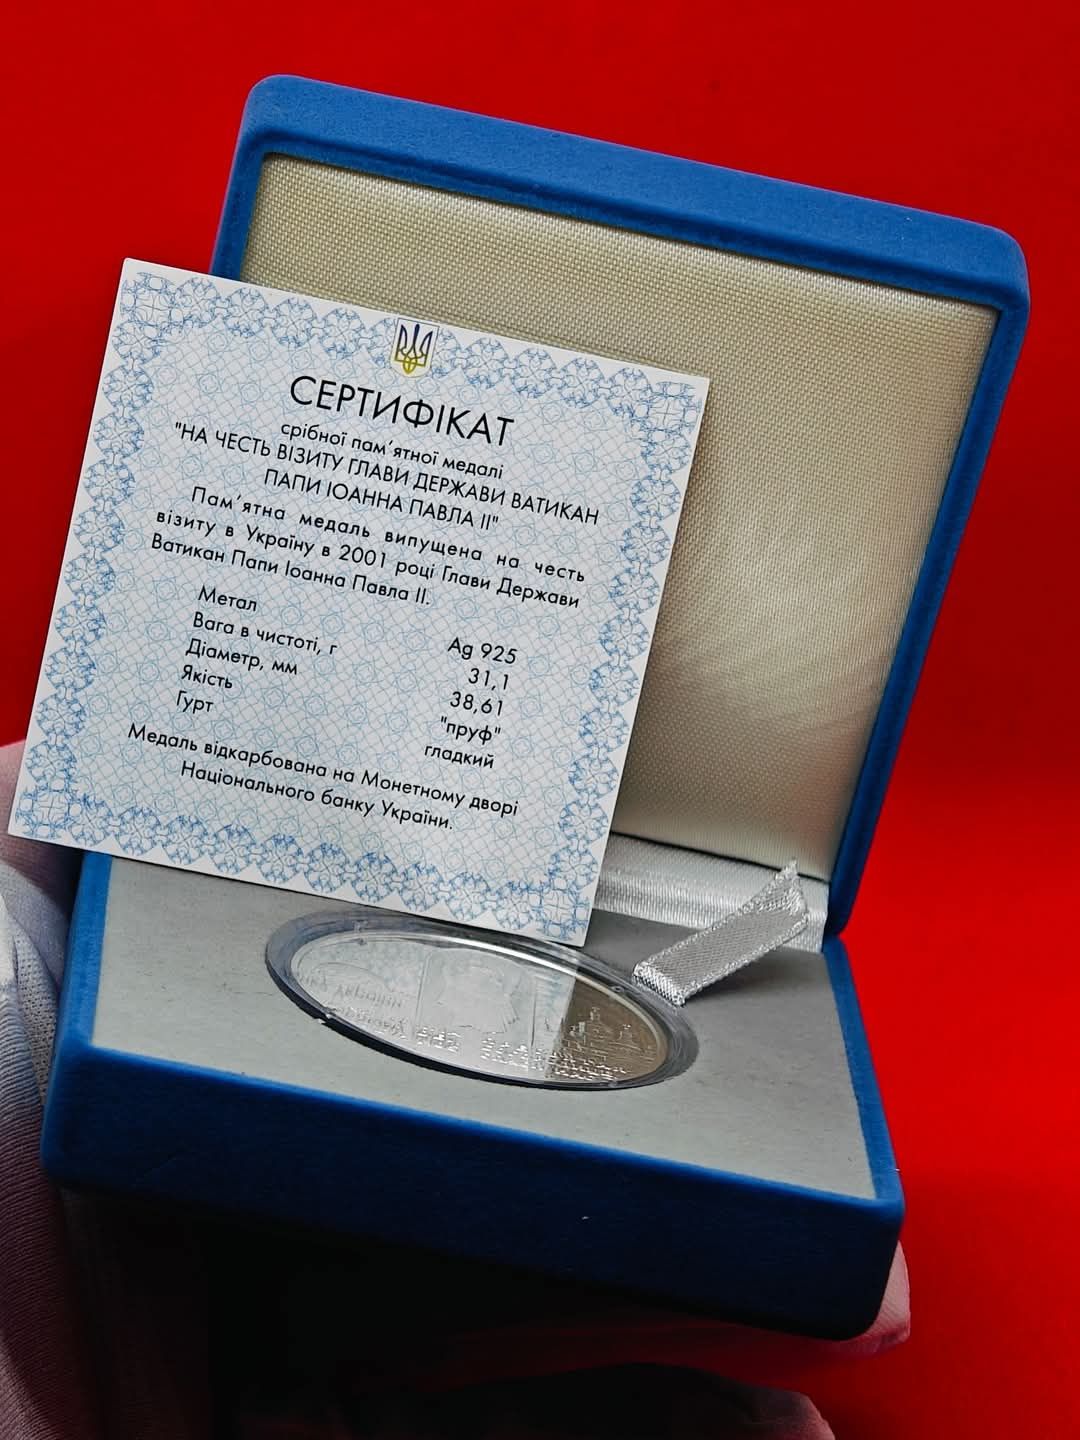 СЕРТИФІКАТ
срібної пам'ятної медалі
"НА ЧЕСТЬ ВІЗИТУ ГЛАВИ ДЕРЖАВИ ВАТИКАН
ПАПИ ІОАННА ПАВЛА ІІ"
Пам'ятна медаль випущена на честь
візиту в Україну в 2001 році Глави Держави
Ватикан Папи Іоанна Павла ІІ.
Метал Ag 925
Вага в чистоті, г 31,1
Діаметр, мм 38,61
Якість "пруф"
Гурт гладкий
Медаль відкарбована на Монетному дворі
Національного банку України.